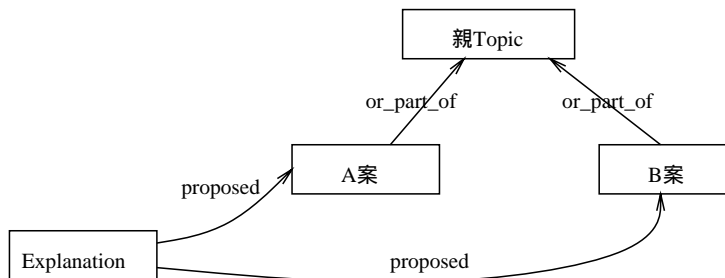 親Topic
or_part_of
or_part_of
A案
B案
proposed
Explanation
proposed